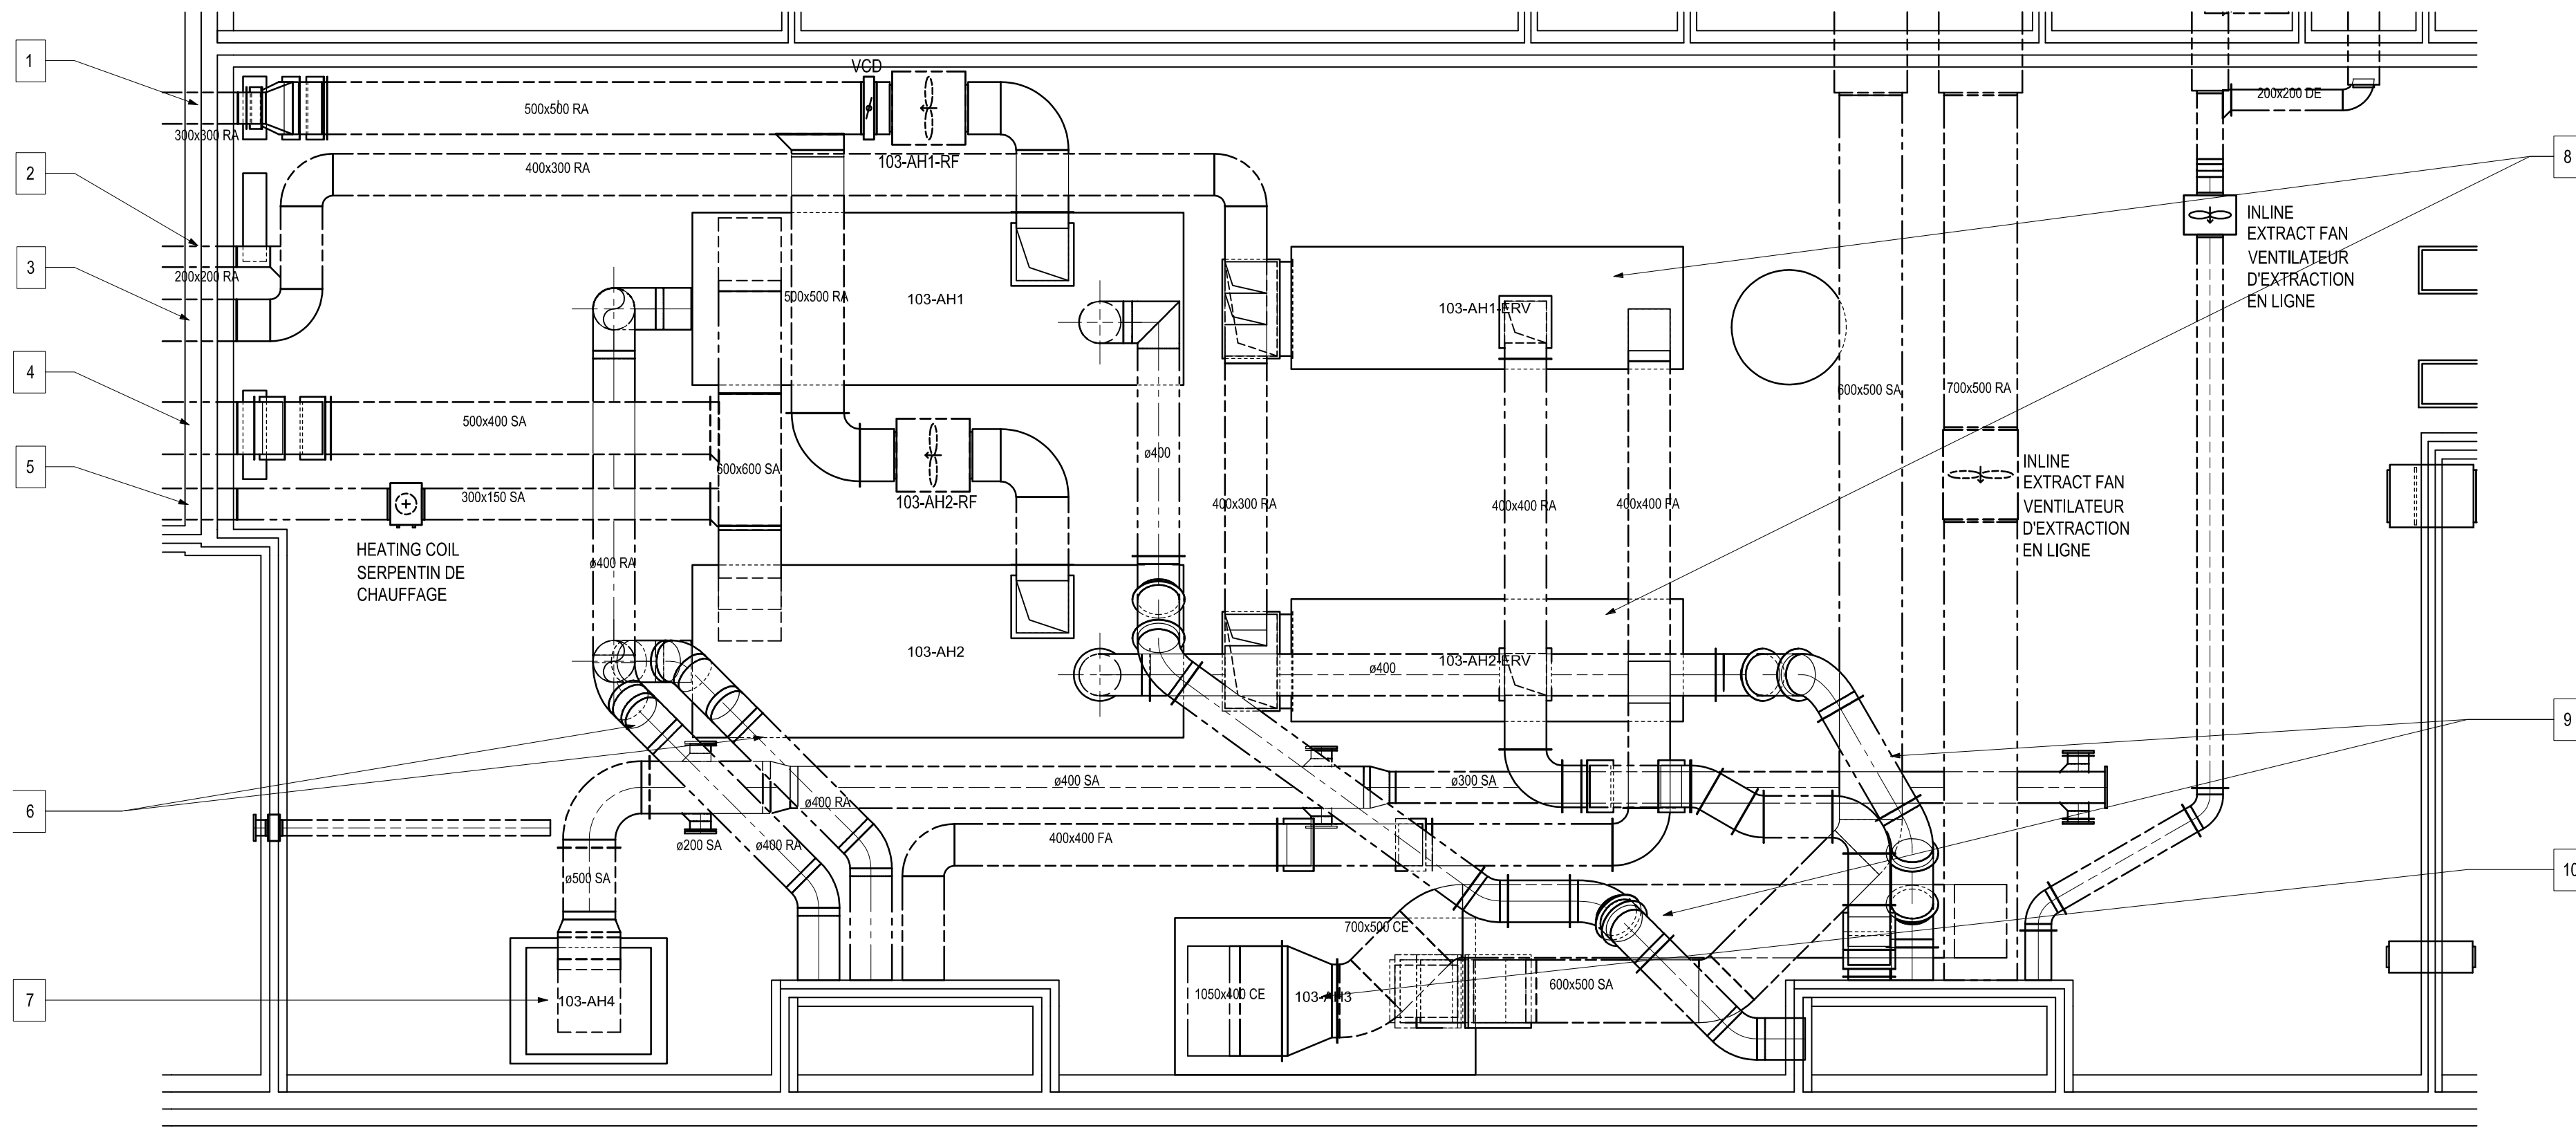 1
VCD
500x500 RA
200x200 DE
300x300 RA
103-AH1-RF
400x300 RA
8
2
INLINE
EXTRACT FAN
VENTILATEUR
D'EXTRACTION
EN LIGNE
3
200x200 RA
500x500 RA
103-AH1
103-AH1-ERV
4
600x500 SA
700x500 RA
500x400 SA
ø400
5
600x600 SA
INLINE
EXTRACT FAN
VENTILATEUR
D'EXTRACTION
EN LIGNE
300x150 SA
103-AH2-RF
400x300 RA
400x400 RA
400x400 FA
HEATING COIL
SERPENTIN DE
CHAUFFAGE
ø400 RA
103-AH2
ø400
103-AH2-ERV
9
6
ø400 RA
ø400 SA
ø300 SA
ø200 SA
ø400 RA
400x400 FA
ø500 SA
10
700x500 CE
7
103-AH4
1050x400 CE
103-AH3
600x500 SA